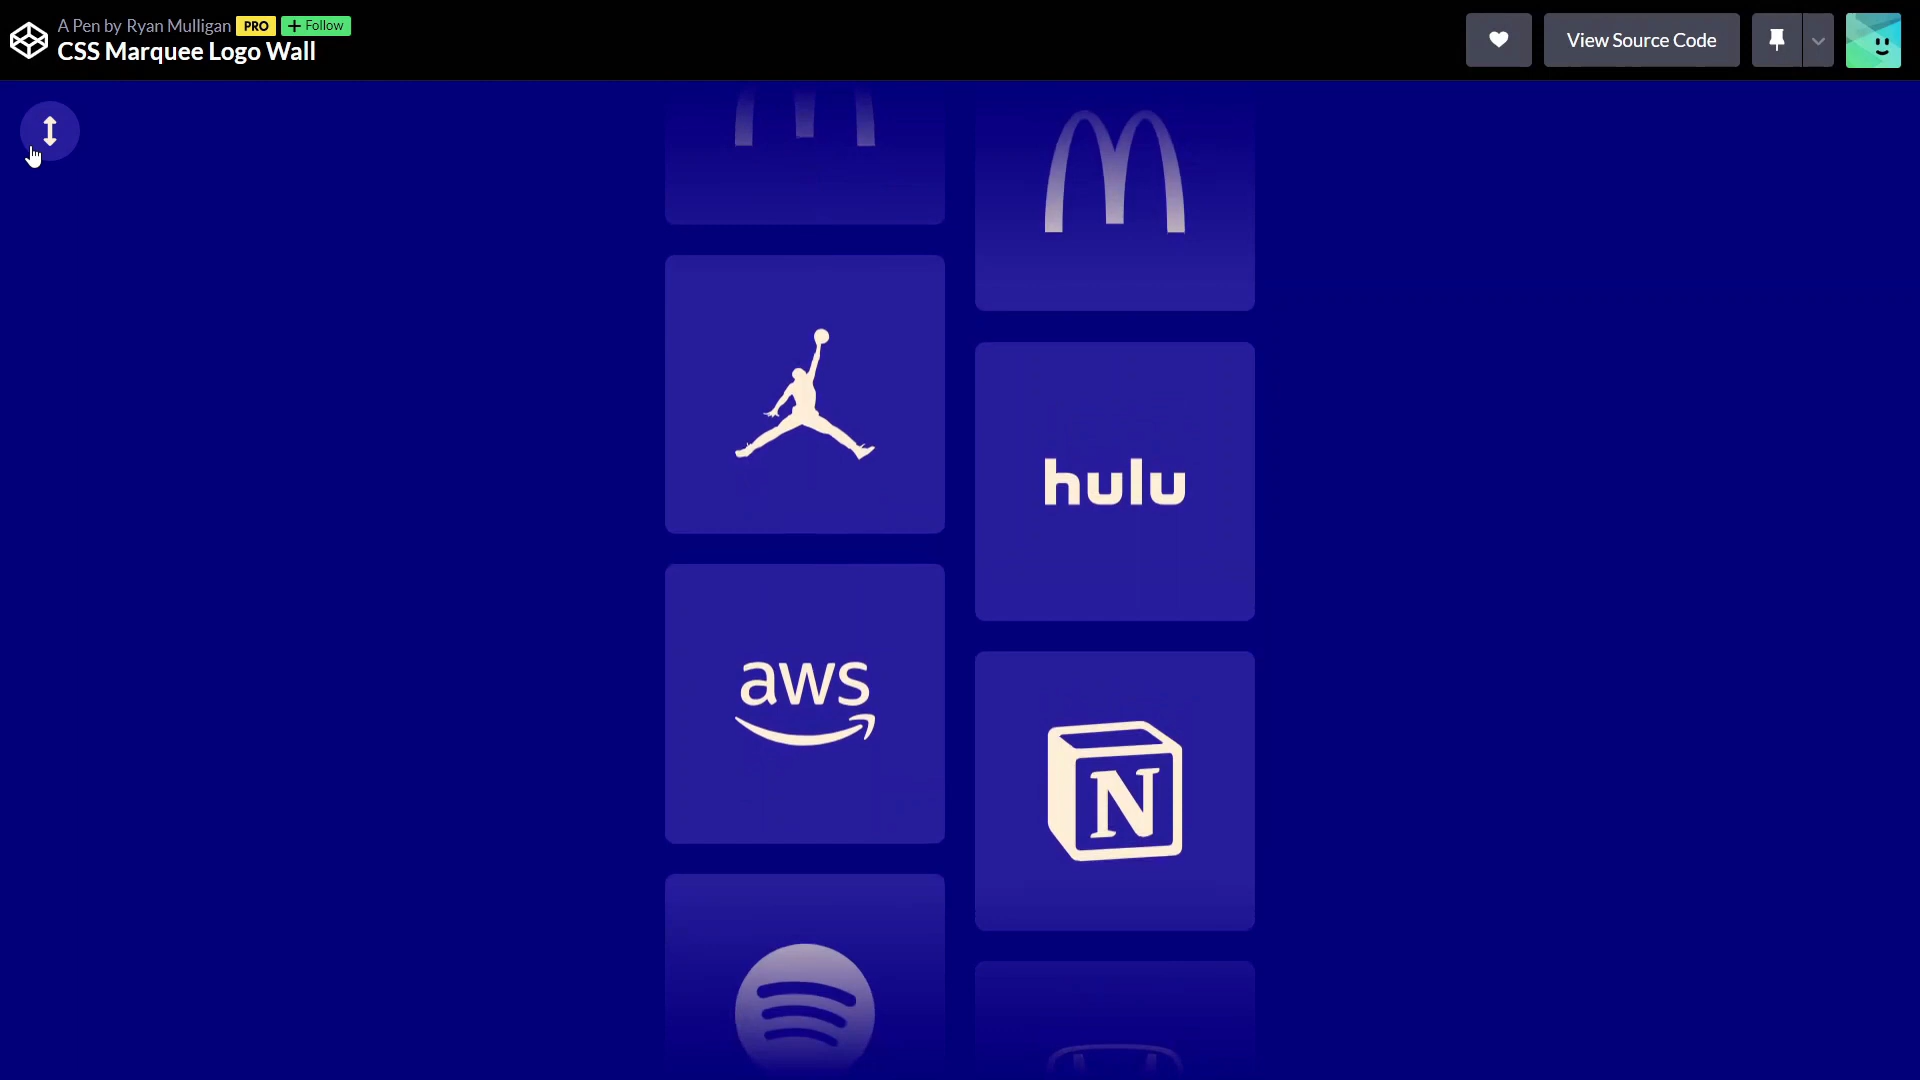 A Pen by Ryan Mulligan PRO + Follow
CSS Marquee Logo Wall
View Source Code
hulu
aws
N